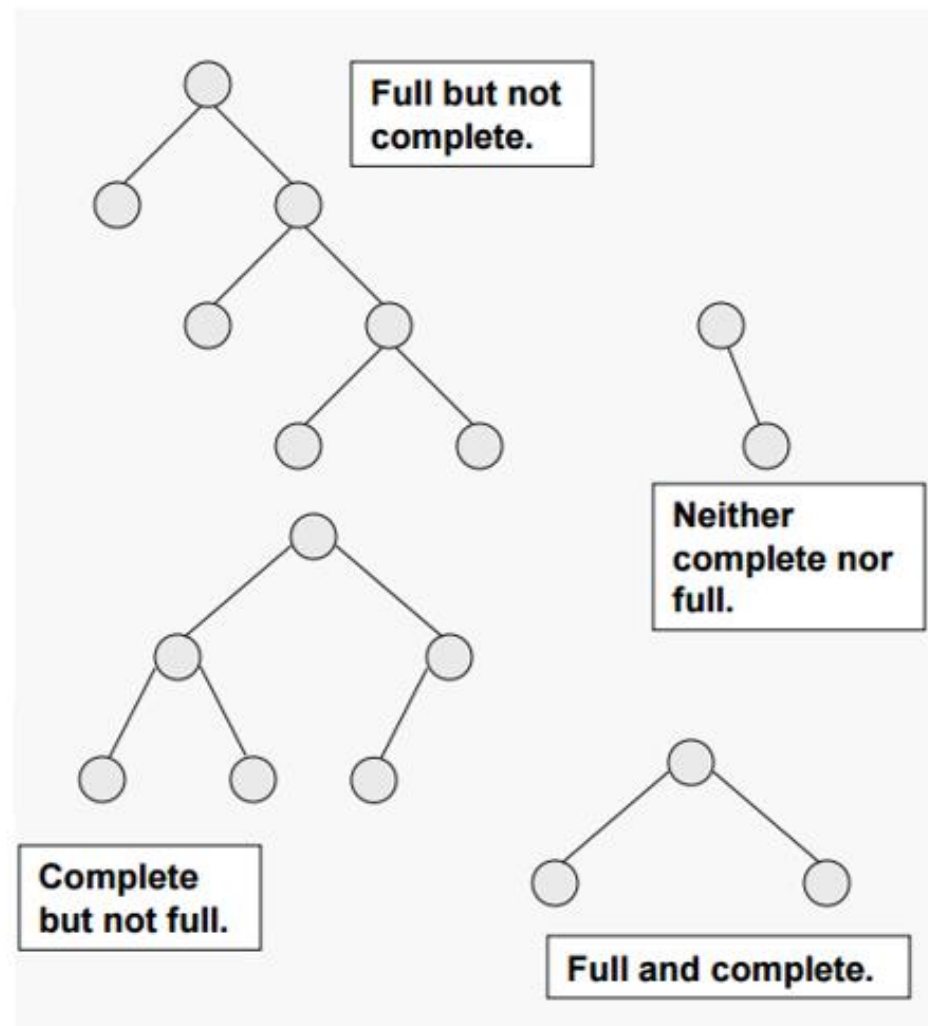 Full but not
complete.
Neither
complete nor
full.
Complete
but not full.
Full and complete.